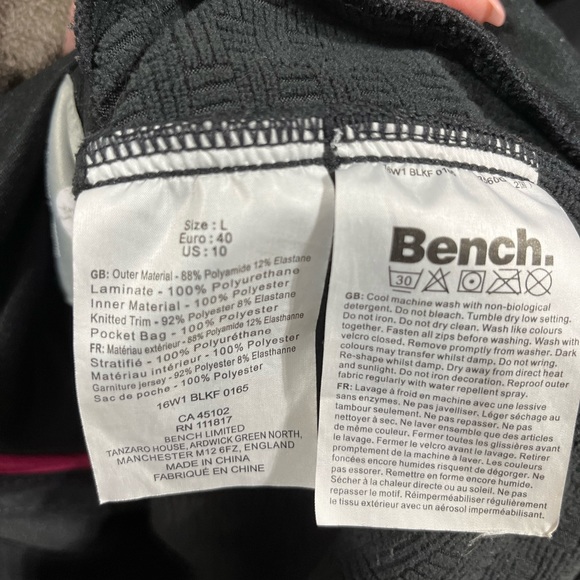 Size : L
Euro : 40
US : 10
GB: Outer Material - 88% Polyamide 12% Elastane
Laminate - 100% Polyurethane
Inner Material - 100% Polyester
Knitted Trim - 92% Polyester 8% Elastane
Pocket Bag - 100% Polyester
FR: Matériau extérieur - 88% Polyamide 12% Elasthanne
Stratifié - 100% Polyuréthane
Matériau intérieur - 100% Polyester
Garniture jersey - 92% Polyester 8% Elasthanne
Sac de poche - 100% Polyester
16W1 BLKF 0165
CA 45102
RN 111817
BENCH LIMITED
TANZARO HOUSE, ARDWICK GREEN NORTH,
MANCHESTER M12 6FZ, ENGLAND
MADE IN CHINA
FABRIQUÉ EN CHINE
16W1 BLKF
Bench.
30
GB: Cool machine wash with non-biological
detergent. Do not bleach. Tumble dry low setting.
Do not iron. Do not dry clean. Wash like colours
together. Fasten all zips before washing. Wash with
velcro closed. Remove promptly from washer. Dark
colours may transfer whilst damp. Do not wring.
Re-shape whilst damp. Dry away from direct heat
and sunlight. Do not iron decoration. Reproof outer
fabric regularly with water repellent spray.
FR: Lavage à froid en machine avec une lessive
sans enzymes. Ne pas javelliser. Léger séchage au
tambour seulement. Ne pas repasser. Ne pas
nettoyer à sec. Ne laver ensemble que des articles
de même couleur. Fermer toutes les glissières avant
le lavage. Fermer le velcro avant le lavage. Retirer
promptement de la machine à laver. Les couleurs
foncées encore humides risquent de dégorger. Ne
pas essorer. Remettre en forme encore humide.
Sécher à la chaleur directe ou au soleil. Ne pas
repasser le motif. Réimperméabiliser régulièrement
le tissu extérieur avec un aérosol imperméabilisant.